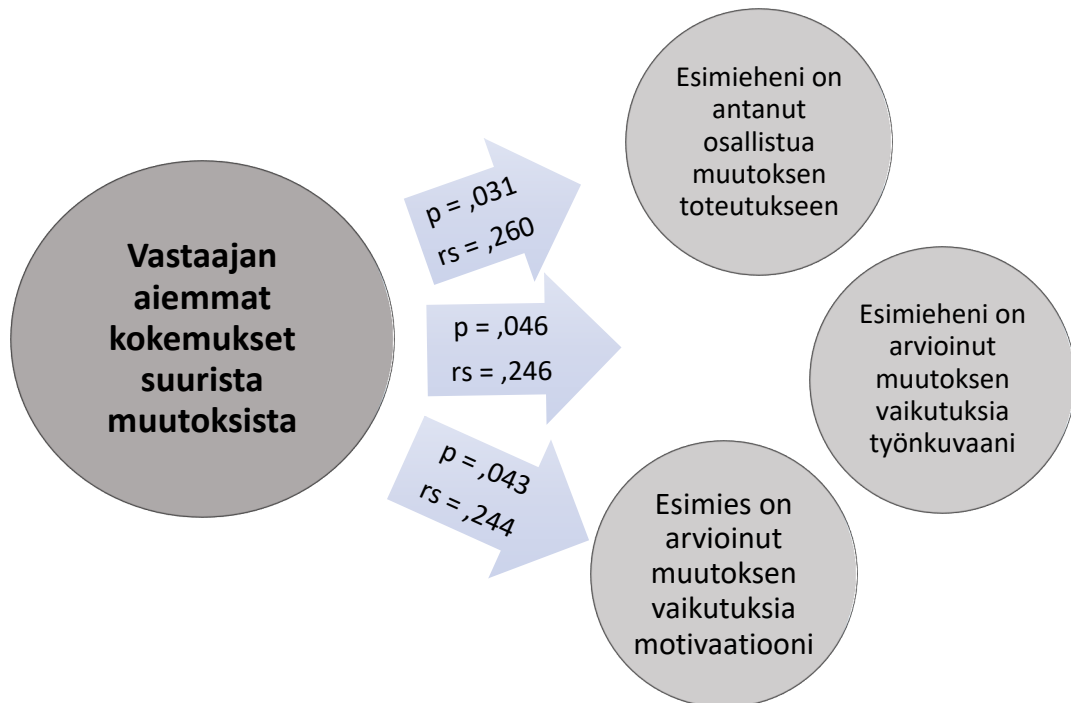 Vastaajan
aiemmat
kokemukset
suurista
muutoksista
p = ,031
rs = ,260
p = ,046
rs = ,246
p = ,043
rs = ,244
Esimieheni on
antanut
osallistua
muutoksen
toteutukseen
Esimieheni on
arvioinut
muutoksen
vaikutuksia
työnkuvaani
Esimies on
arvioinut
muutoksen
vaikutuksia
motivaatiooni